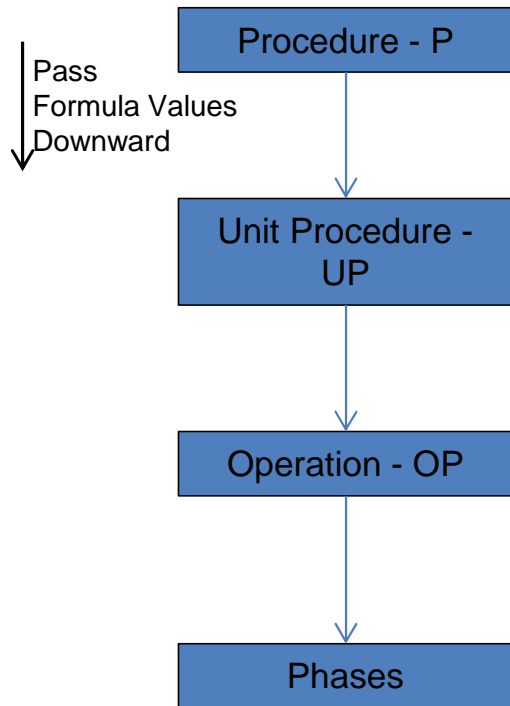 Procedure - P
Pass
Formula Values
Downward
Unit Procedure -
UP
Operation - OP
Phases